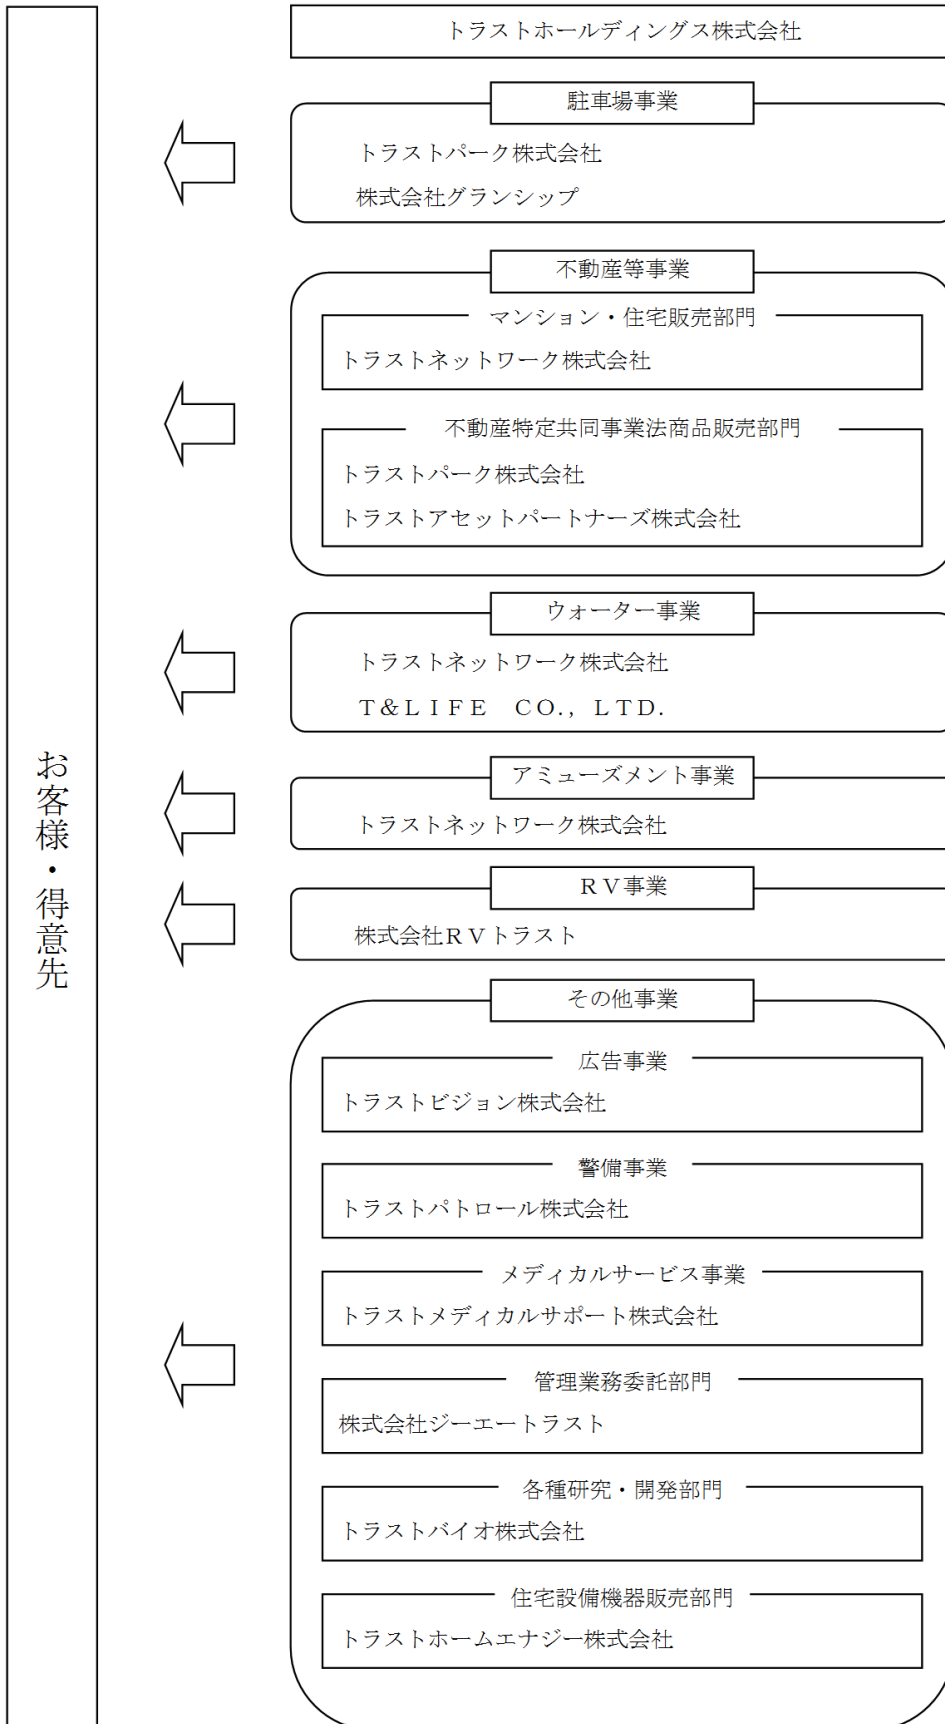 トラストホールディングス株式会社
駐車場事業
トラストパーク株式会社
株式会社グランシップ
不動産等事業
マンション・住宅販売部門
トラストネットワーク株式会社
不動産特定共同事業法商品販売部門
トラストパーク株式会社
トラストアセットパートナーズ株式会社
ウォーター事業
トラストネットワーク株式会社
Ｔ&ＬＩＦＥ　ＣＯ., ＬＴＤ.
アミューズメント事業
トラストネットワーク株式会社
ＲＶ事業
株式会社ＲＶトラスト
その他事業
広告事業
トラストビジョン株式会社
警備事業
トラストパトロール株式会社
メディカルサービス事業
トラストメディカルサポート株式会社
管理業務委託部門
株式会社ジーエートラスト
各種研究・開発部門
トラストバイオ株式会社
住宅設備機器販売部門
トラストホームエナジー株式会社
お客様・得意先